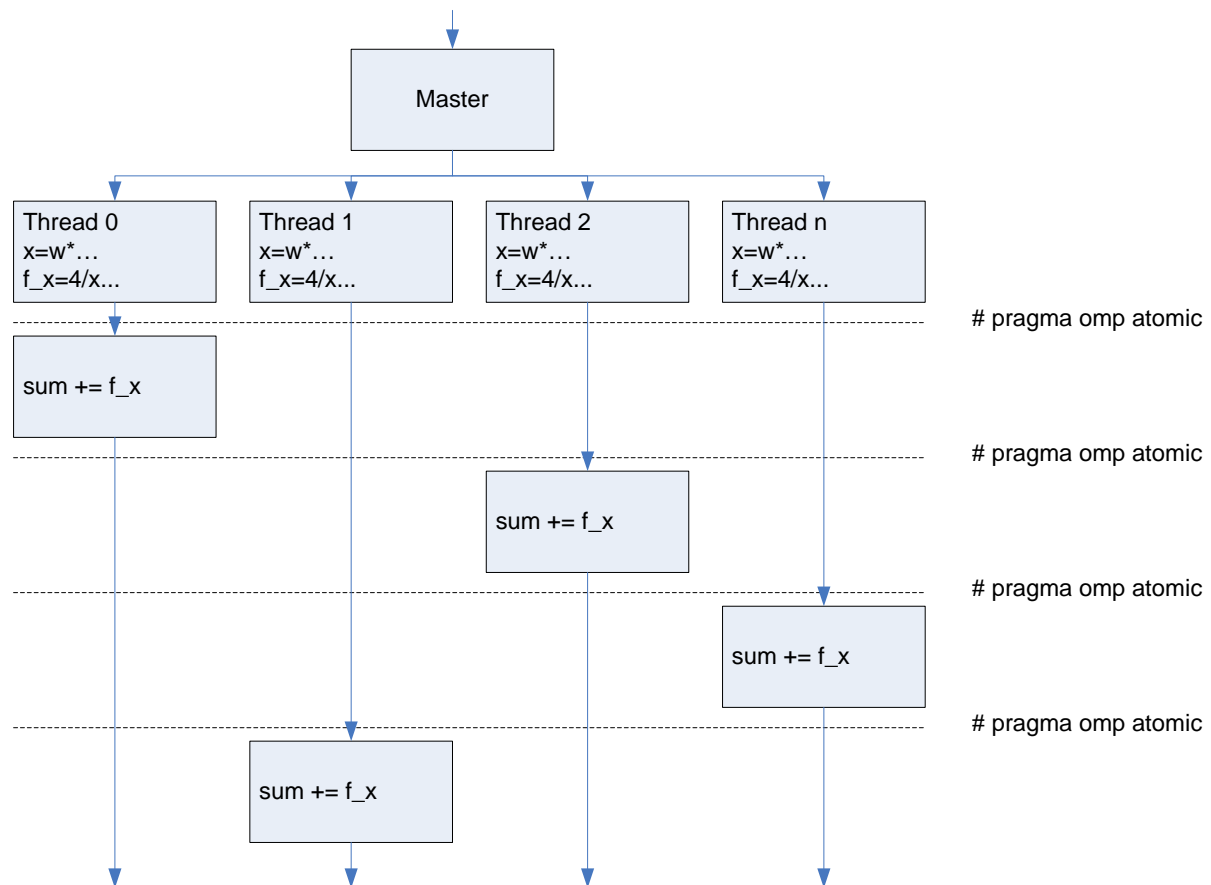 Master
Thread 0
x=w*…
f_x=4/x...
Thread 1
x=w*…
f_x=4/x...
Thread 2
x=w*…
f_x=4/x...
Thread n
x=w*…
f_x=4/x...
# pragma omp atomic
sum += f_x
# pragma omp atomic
sum += f_x
# pragma omp atomic
sum += f_x
# pragma omp atomic
sum += f_x